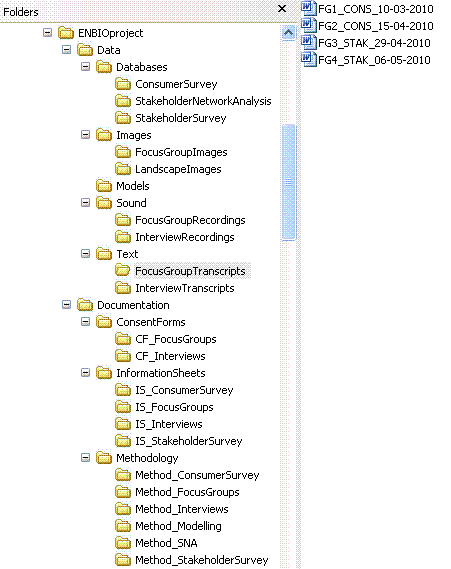 Folders
ENBIOproject
Data
Databases
ConsumerSurvey
StakeholderNetworkAnalysis
StakeholderSurvey
Images
FocusGroupImages
LandscapeImages
Models
Sound
FocusGroupRecordings
InterviewRecordings
Text
FocusGroupTranscripts
InterviewTranscripts
Documentation
ConsentForms
CF_FocusGroups
CF_Interviews
InformationSheets
IS_ConsumerSurvey
IS_FocusGroups
IS_Interviews
IS_StakeholderSurvey
Methodology
Method_ConsumerSurvey
Method_FocusGroups
Method_Interviews
Method_Modelling
Method_SNA
Method_StakeholderSurvey
FG1_CONS_10-03-2010
FG2_CONS_15-04-2010
FG3_STAK_29-04-2010
FG4_STAK_06-05-2010